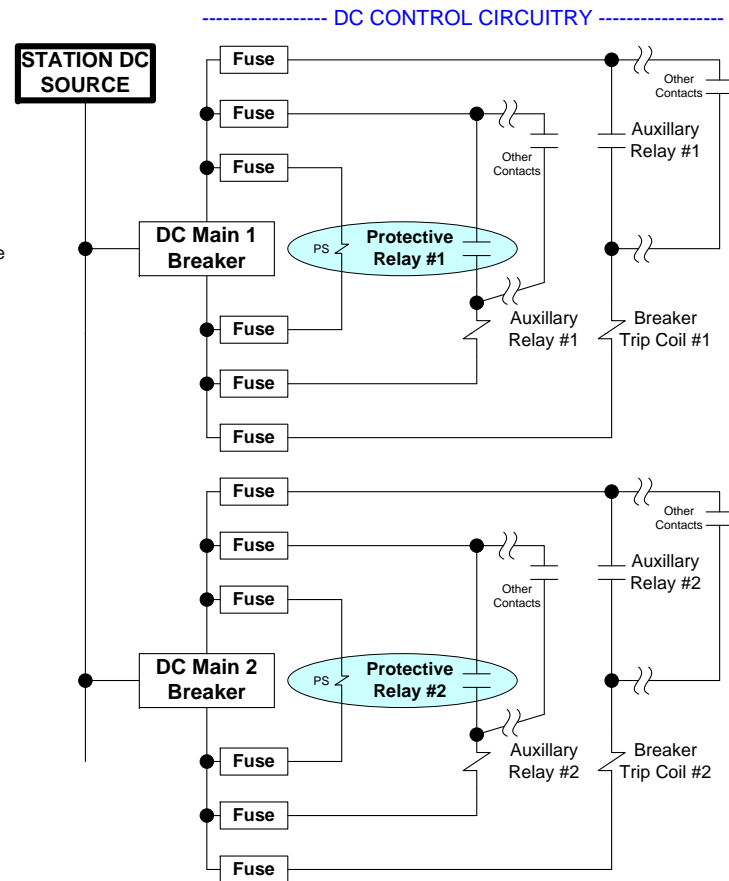 ------------------ DC CONTROL CIRCUITRY ------------------
STATION DC
SOURCE
Fuse
Other
Contacts
Fuse
Auxillary
Relay #1
Other
Contacts
Fuse
e
DC Main 1
Breaker
PS
Protective
Relay #1
Fuse
Auxillary
Relay #1
Breaker
Trip Coil #1
Fuse
Fuse
Fuse
Other
Contacts
Fuse
Auxillary
Relay #2
Other
Contacts
Fuse
DC Main 2
Breaker
PS
Protective
Relay #2
Fuse
Auxillary
Relay #2
Breaker
Trip Coil #2
Fuse
Fuse